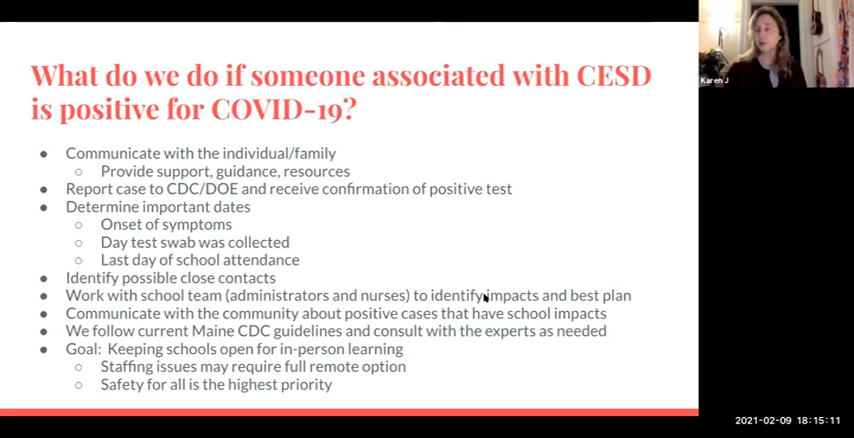 What do we do if someone associated with CESD
is positive for COVID-19?
● Communicate with the individual/family
○ Provide support, guidance, resources
● Report case to CDC/DOE and receive confirmation of positive test
● Determine important dates
○ Onset of symptoms
○ Day test swab was collected
○ Last day of school attendance
● Identify possible close contacts
● Work with school team (administrators and nurses) to identify impacts and best plan
● Communicate with the community about positive cases that have school impacts
● We follow current Maine CDC guidelines and consult with the experts as needed
● Goal: Keeping schools open for in-person learning
○ Staffing issues may require full remote option
○ Safety for all is the highest priority
Karen J
2021-02-09 18:15:11